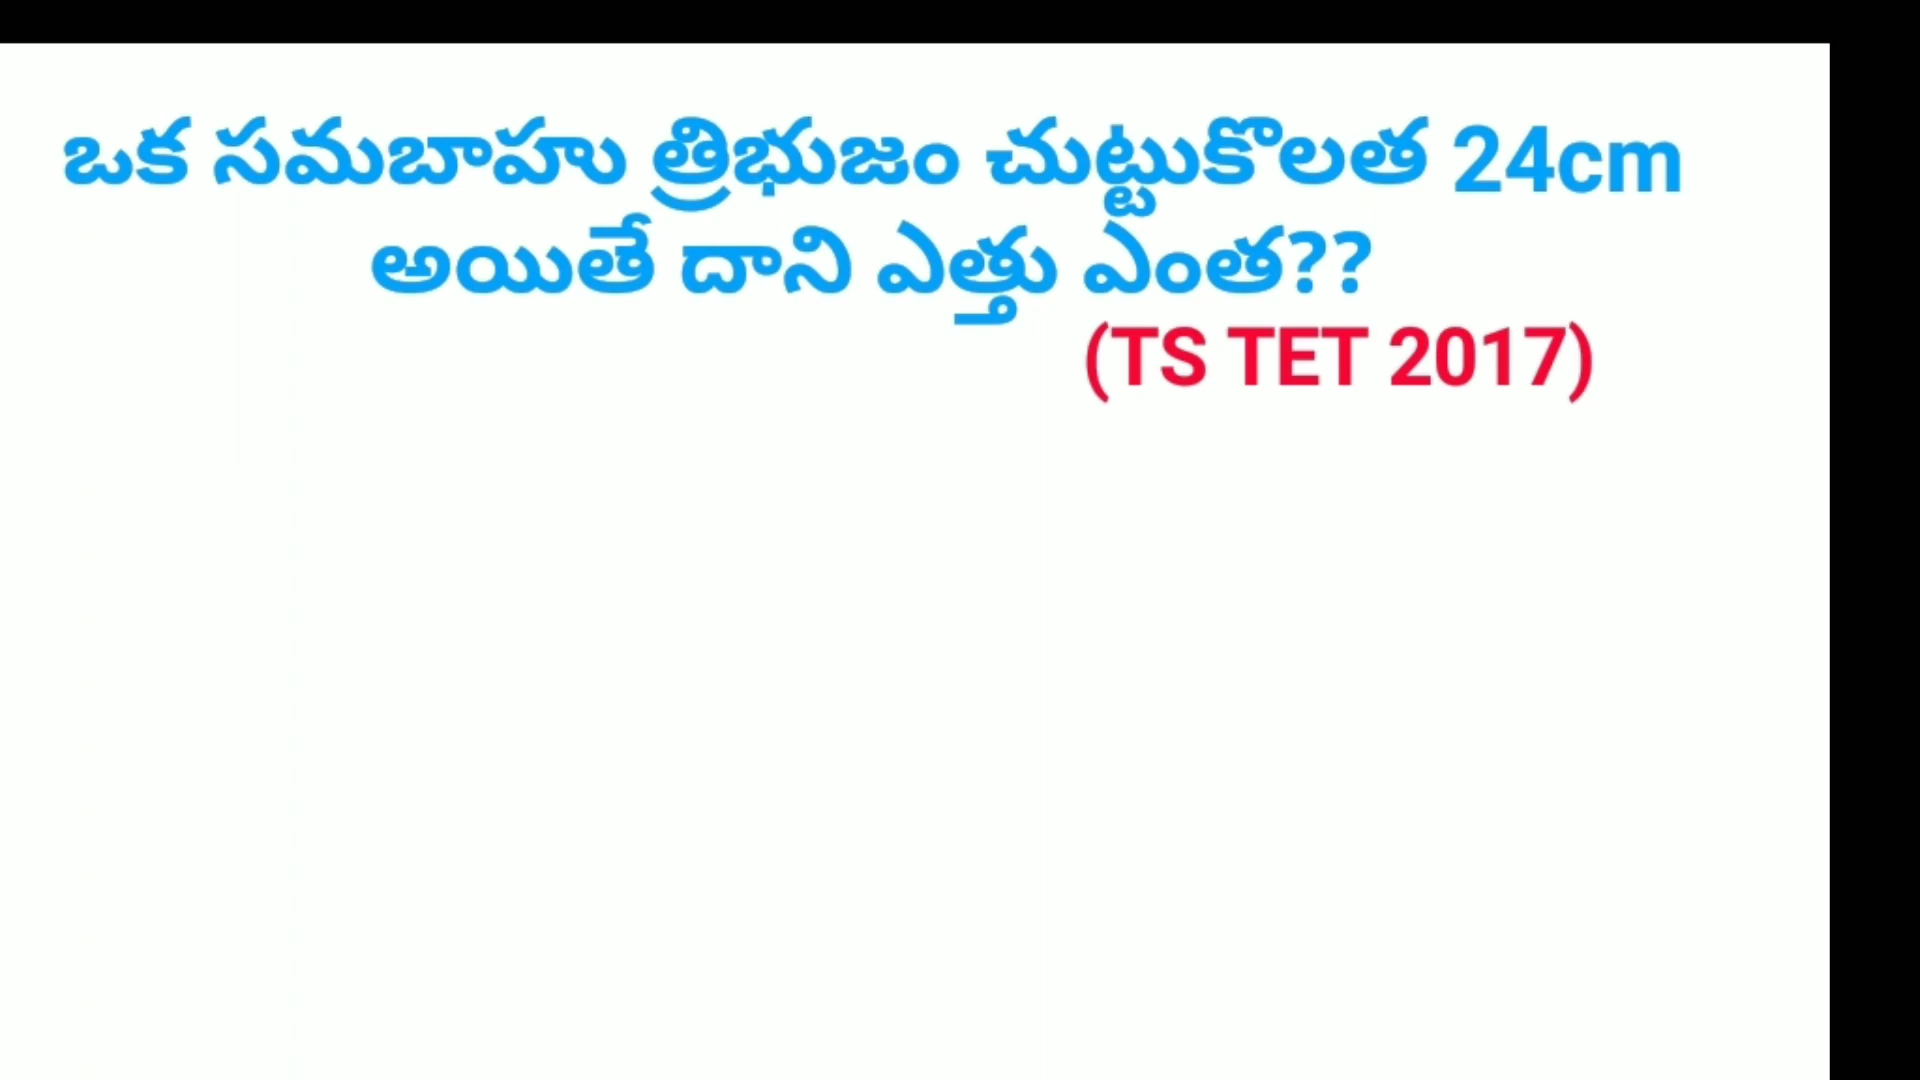 ఒక సమబాహు త్రిభుజం చుట్టుకొలత 24cm
అయితే దాని ఎత్తు ఎంత??
(TS TET 2017)